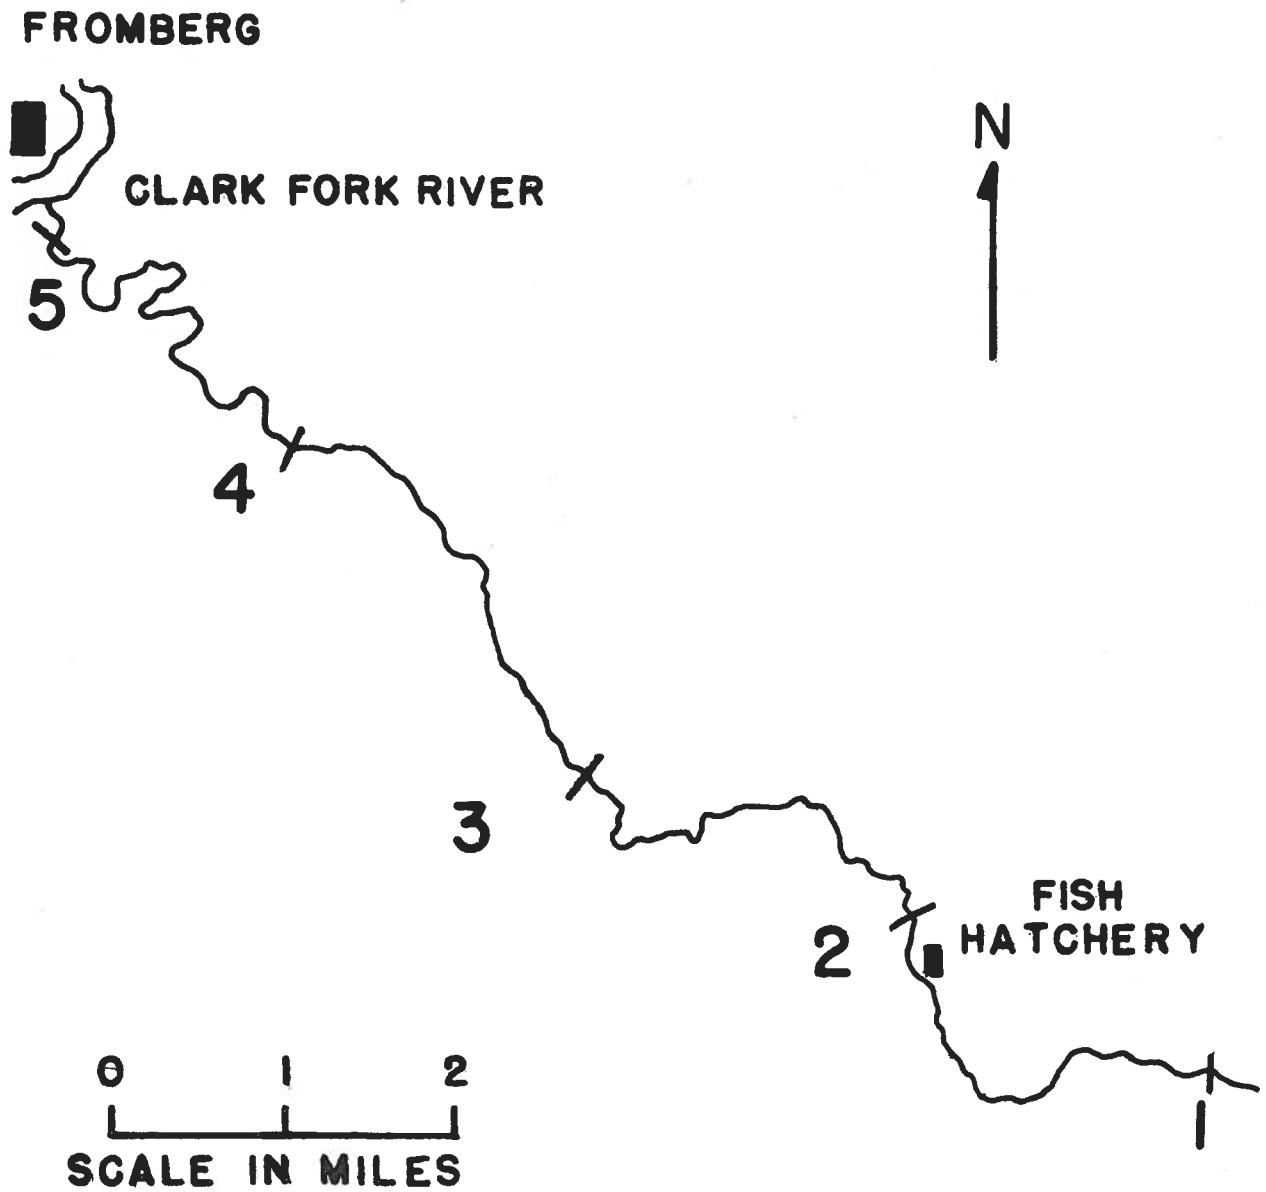 FROMBERG
N
CLARK FORK RIVER
5
4
3
FISH
HATCHERY
2
0 1 2
SCALE IN MILES
1